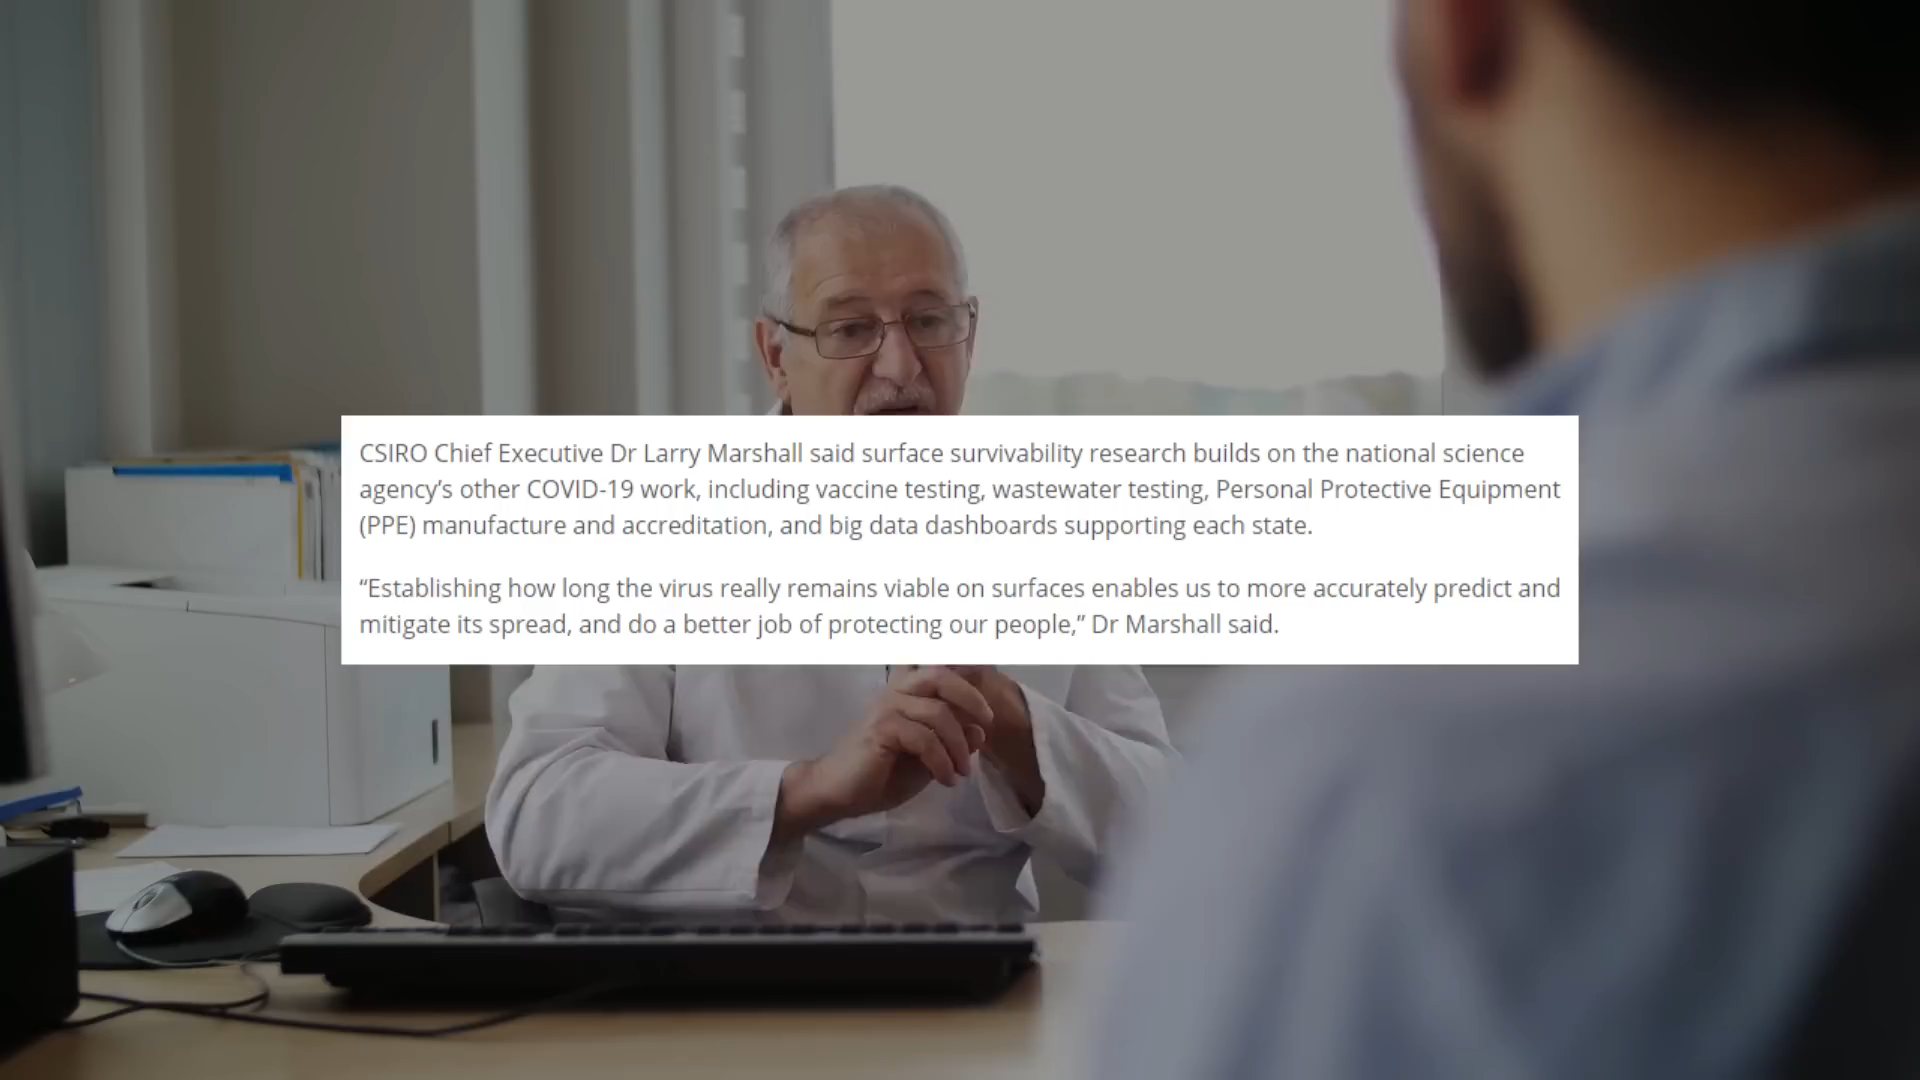 CSIRO Chief Executive Dr Larry Marshall said surface survivability research builds on the national science
agency’s other COVID-19 work, including vaccine testing, wastewater testing, Personal Protective Equipment
(PPE) manufacture and accreditation, and big data dashboards supporting each state.
“Establishing how long the virus really remains viable on surfaces enables us to more accurately predict and
mitigate its spread, and do a better job of protecting our people,” Dr Marshall said.